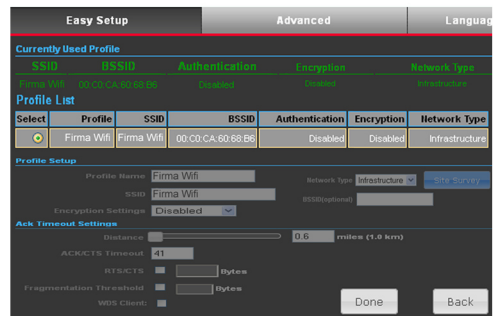 Easy Setup Advanced Languag
Currently Used Profile
SSID BSSID Authentication Encryption Network Type
Firma Wifi 00:C0:CA:60:68:B6 Disabled Disabled Infrastructure
Profile List
Select Profile SSID BSSID Authentication Encryption Network Type
Firma Wifi Firma Wifi 00:C0:CA:60:68:B6 Disabled Disabled Infrastructure
Profile Setup
Profile Name Firma Wifi Network Type Infrastructure Site Survey
SSID Firma Wifi BSSID(optional)
Encryption Settings Disabled
Ack Timeout Settings
Distance 0.6 miles (1.0 km)
ACK/CTS Timeout 41
RTS/CTS Bytes
Fragmentation Threshold Bytes
WDS Client: Done Back